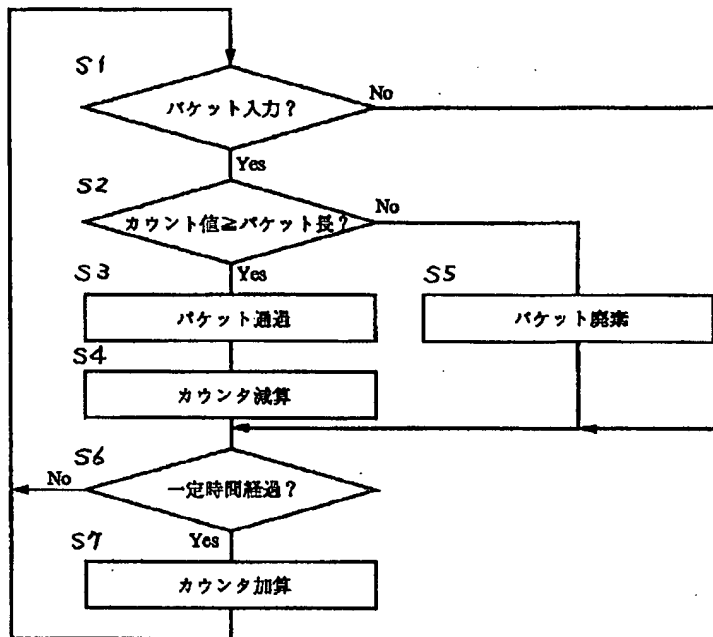 S1
パケット入力?
No
Yes
S2
カウント値≧パケット長?
No
Yes
S3
パケット通過
S5
パケット廃棄
S4
カウンタ減算
S6
No
一定時間経過?
Yes
S7
カウンタ加算